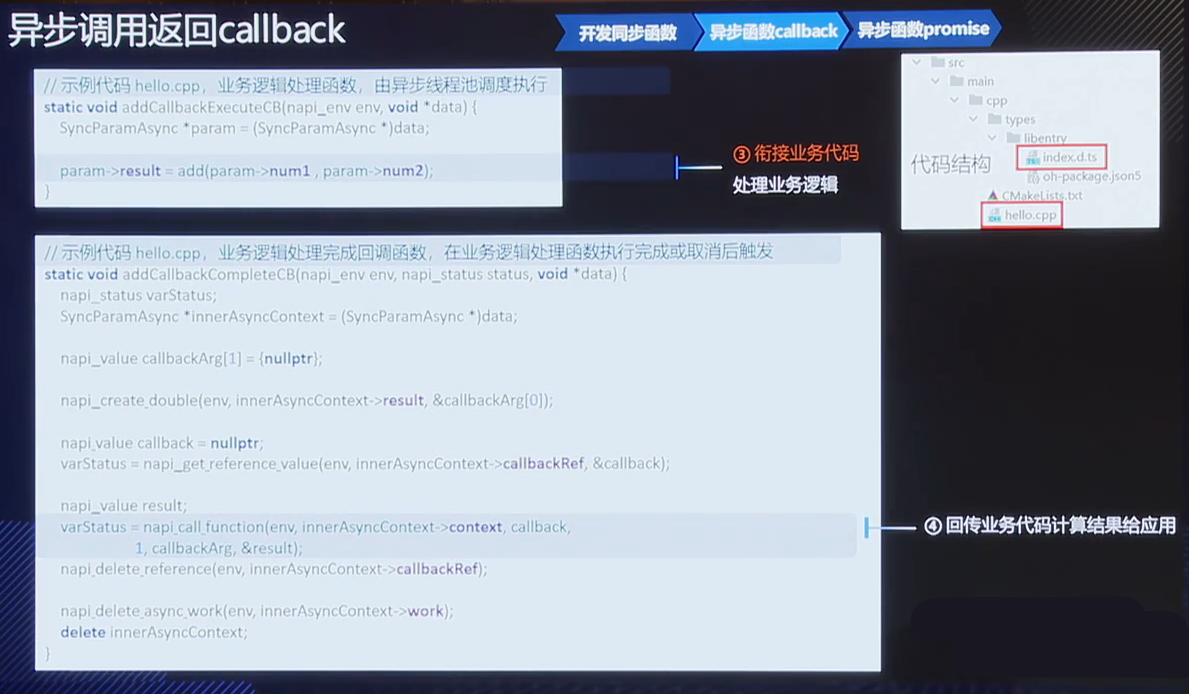 异步调用返回callback
开发同步函数
异步函数callback
异步函数promise
// 示例代码 hello.cpp，业务逻辑处理函数，由异步线程池调度执行
static void addCallbackExecuteCB(napi_env env, void *data) {
SyncParamAsync *param = (SyncParamAsync *)data;
param->result = add(param->num1 , param->num2);
}
③ 衔接业务代码
处理业务逻辑
src
main
cpp
types
libentry
index.d.ts
oh-package.json5
CMakeLists.txt
hello.cpp
代码结构
// 示例代码 hello.cpp，业务逻辑处理完成回调函数，在业务逻辑处理函数执行完成或取消后触发
static void addCallbackCompleteCB(napi_env env, napi_status status, void *data) {
napi_status varStatus;
SyncParamAsync *innerAsyncContext = (SyncParamAsync *)data;
napi_value callbackArg[1] = {nullptr};
napi_create_double(env, innerAsyncContext->result, &callbackArg[0]);
napi_value callback = nullptr;
varStatus = napi_get_reference_value(env, innerAsyncContext->callbackRef, &callback);
napi_value result;
varStatus = napi_call_function(env, innerAsyncContext->context, callback,
1, callbackArg, &result);
napi_delete_reference(env, innerAsyncContext->callbackRef);
napi_delete_async_work(env, innerAsyncContext->work);
delete innerAsyncContext;
}
④ 回传业务代码计算结果给应用